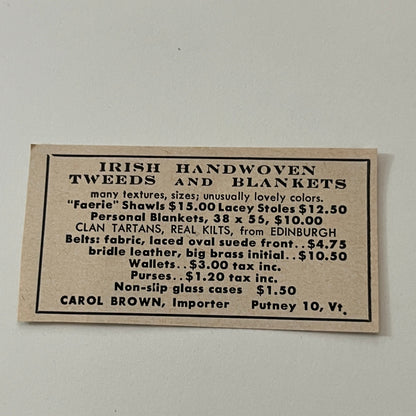 IRISH HANDWOVEN
TWEEDS AND BLANKETS
many textures, sizes; unusually lovely colors.
"Faerie" Shawls $15.00 Lacey Stoles $12.50
Personal Blankets, 38 x 55, $10.00
CLAN TARTANS, REAL KILTS, from EDINBURGH
Belts: fabric, laced oval suede front..$4.75
bridle leather, big brass initial..$10.50
Wallets..$3.00 tax inc.
Purses..$1.20 tax inc.
Non-slip glass cases $1.50
CAROL BROWN, Importer Putney 10, Vt.